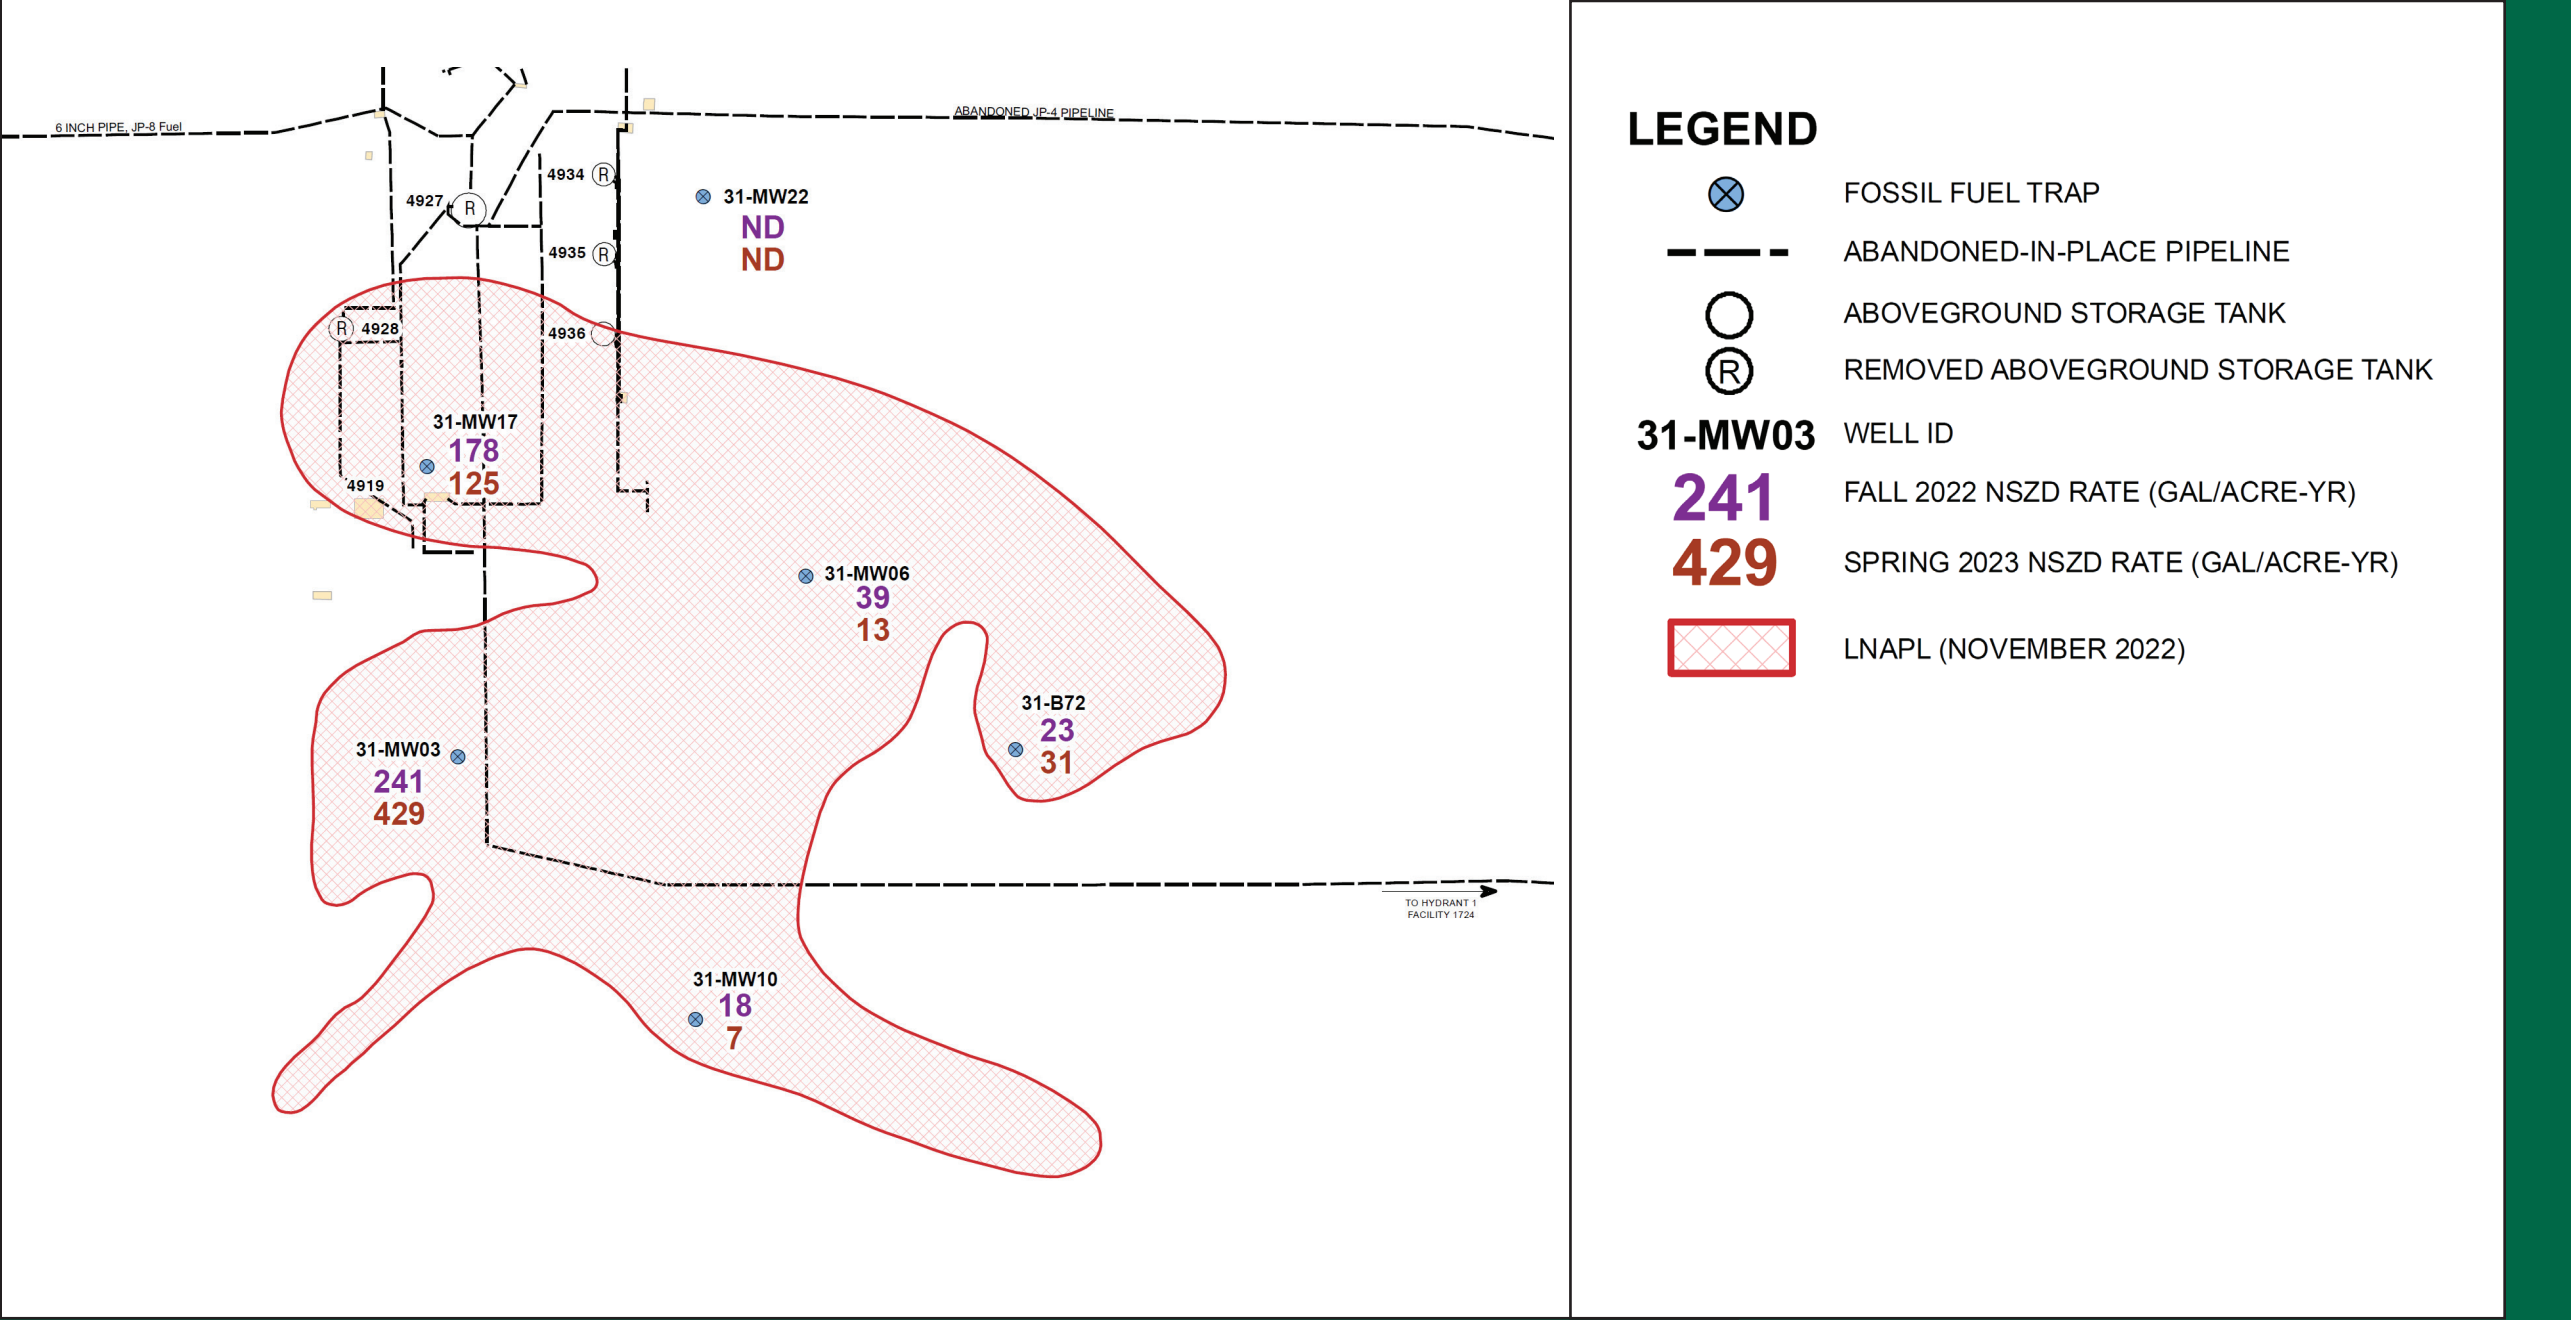 6 INCH PIPE, JP-8 Fuel
ABANDONED JP-4 PIPELINE
4934 R
4927 R
31-MW22
ND
ND
4935 R
R 4928
4936
31-MW17
178
125
4919
31-MW06
39
13
31-B72
23
31
31-MW03
241
429
TO HYDRANT 1
FACILITY 1724
31-MW10
18
7
LEGEND
FOSSIL FUEL TRAP
ABANDONED-IN-PLACE PIPELINE
ABOVEGROUND STORAGE TANK
R REMOVED ABOVEGROUND STORAGE TANK
31-MW03 WELL ID
241 FALL 2022 NSZD RATE (GAL/ACRE-YR)
429 SPRING 2023 NSZD RATE (GAL/ACRE-YR)
LNAPL (NOVEMBER 2022)